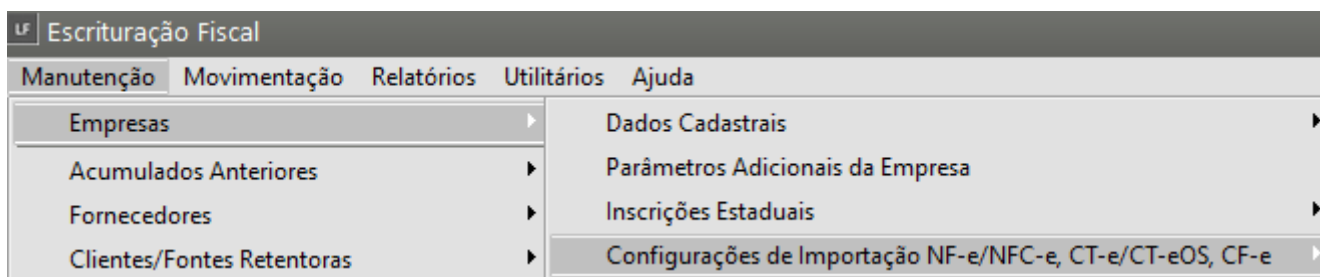 LF Escrituração Fiscal
Manutenção Movimentação Relatórios Utilitários Ajuda
Empresas
Acumulados Anteriores
Fornecedores
Clientes/Fontes Retentoras
Dados Cadastrais
Parâmetros Adicionais da Empresa
Inscrições Estaduais
Configurações de Importação NF-e/NFC-e, CT-e/CT-eOS, CF-e